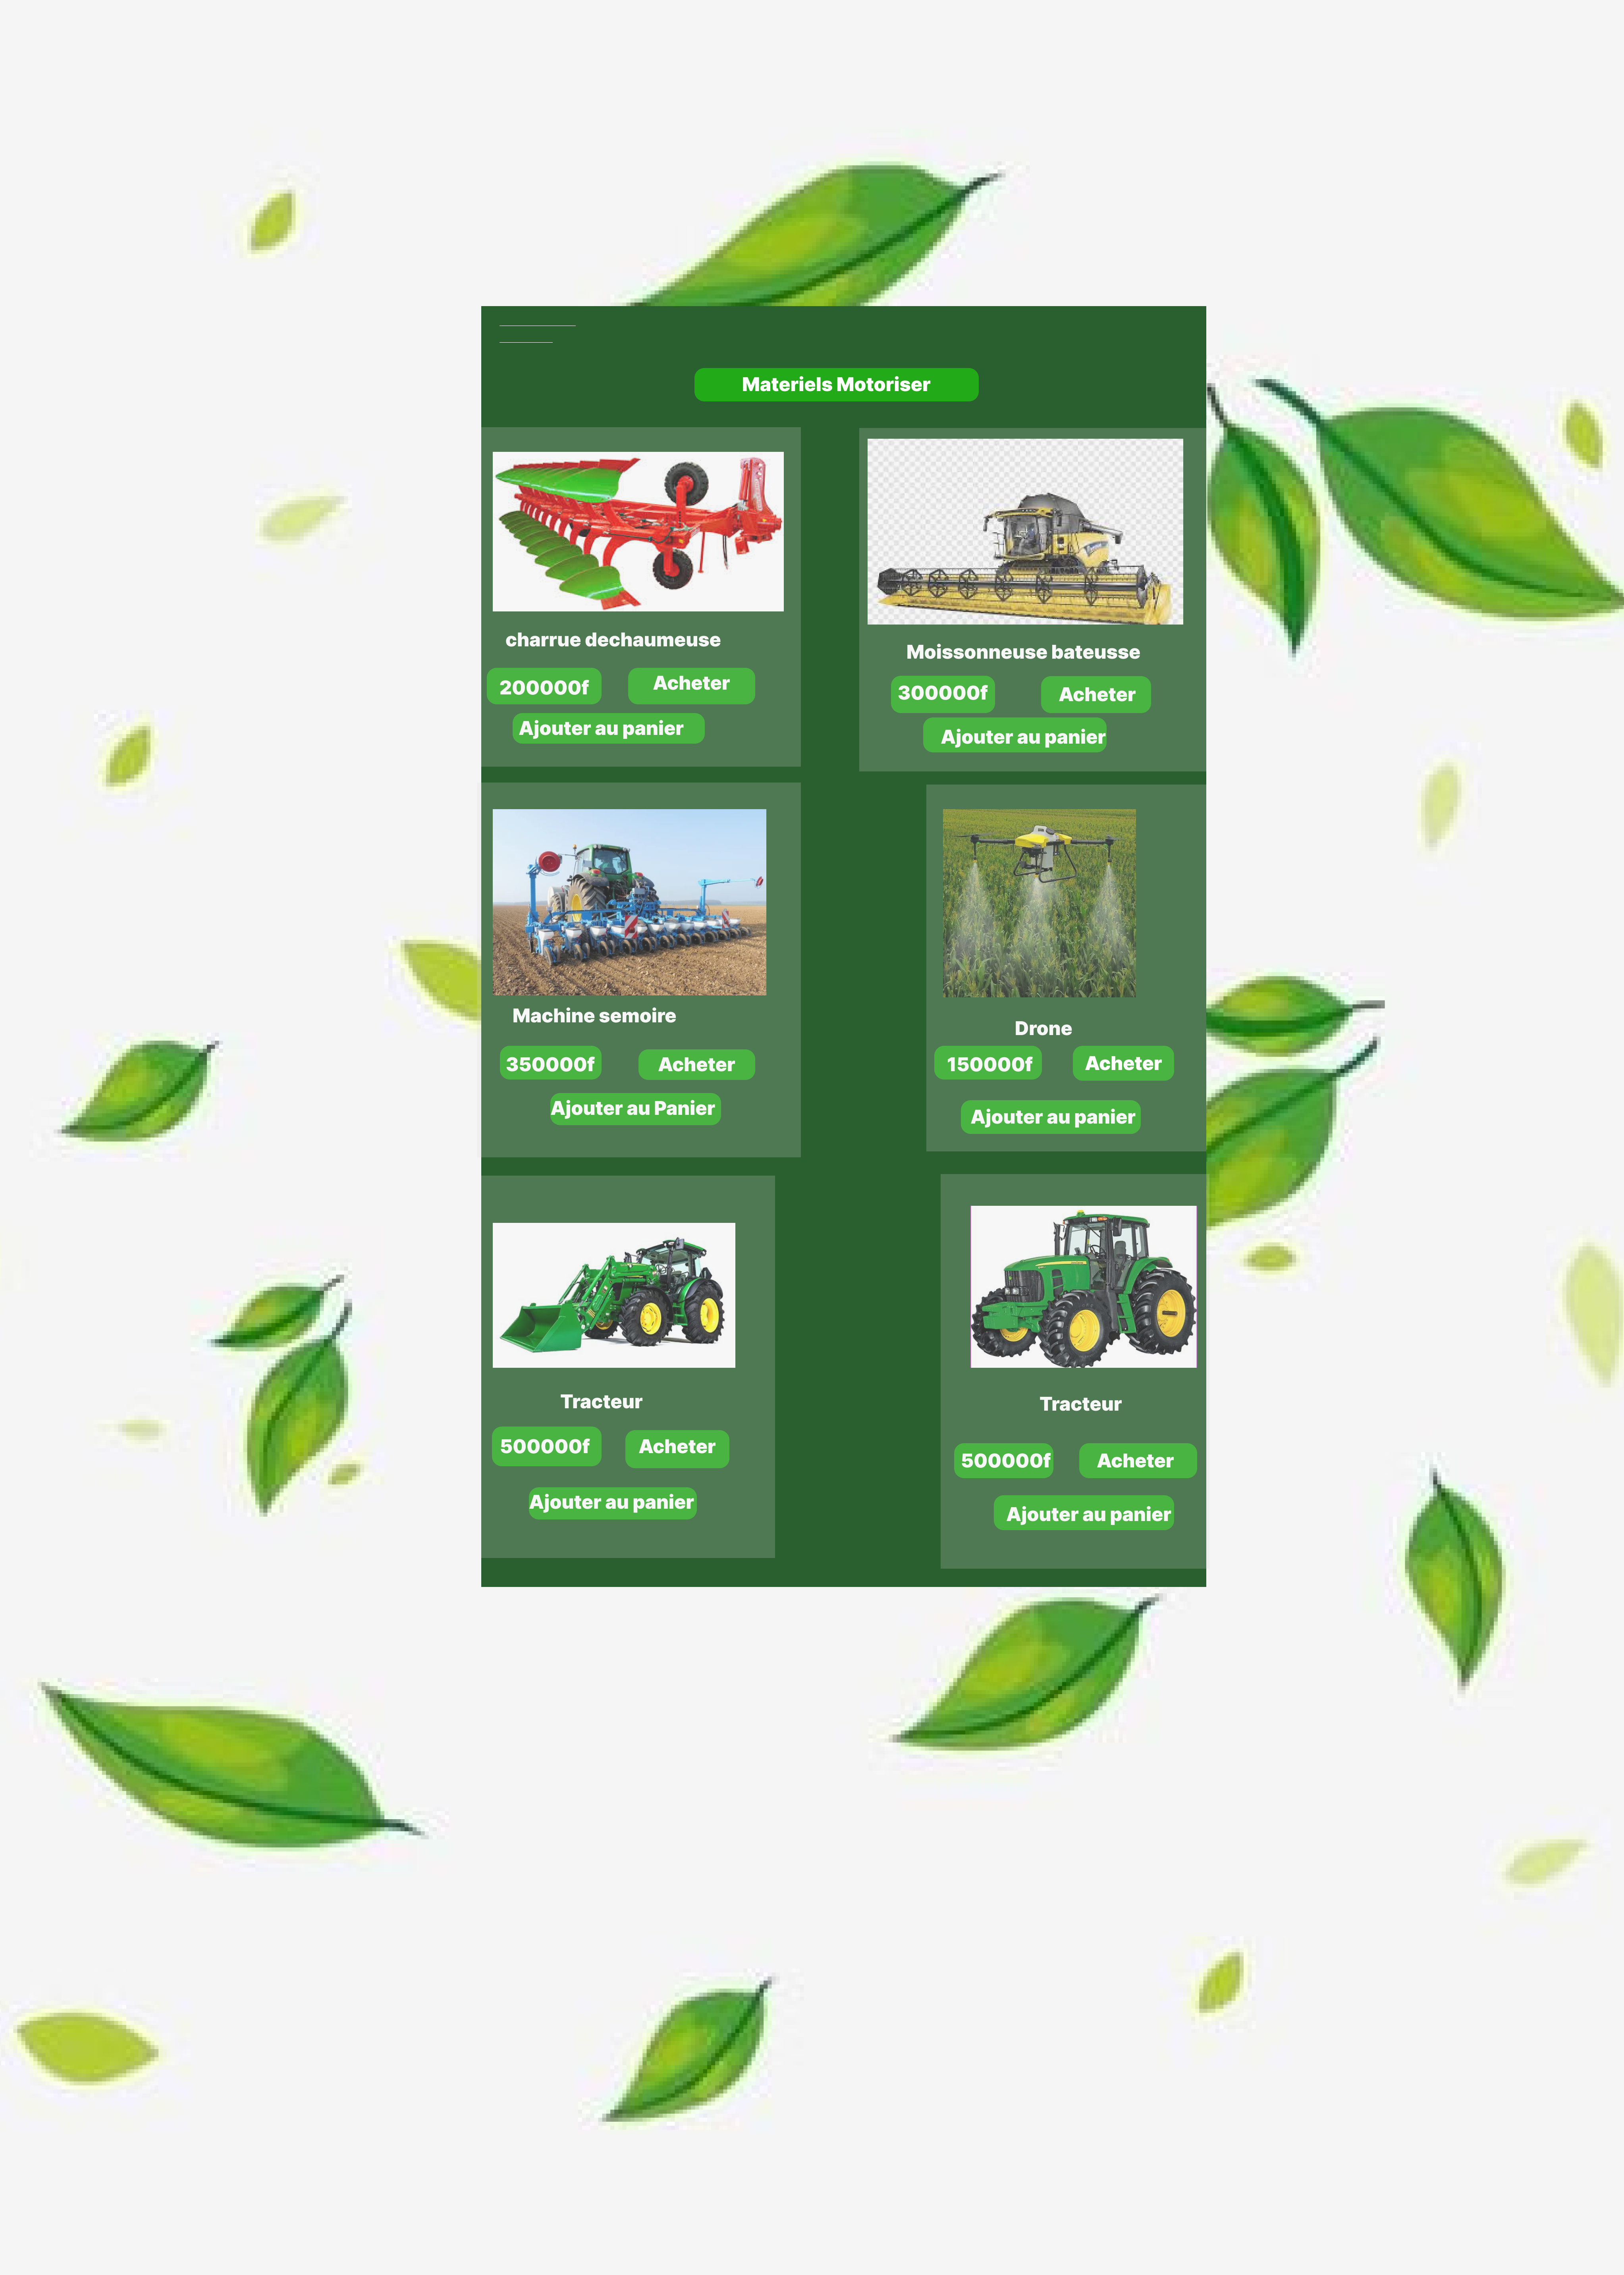 Materiels Motoriser
charrue dechaumeuse
200000f
Acheter
Ajouter au panier
Moissonneuse bateusse
300000f
Acheter
Ajouter au panier
Machine semoire
350000f
Acheter
Ajouter au Panier
Drone
150000f
Acheter
Ajouter au panier
Tracteur
500000f
Acheter
Ajouter au panier
Tracteur
500000f
Acheter
Ajouter au panier